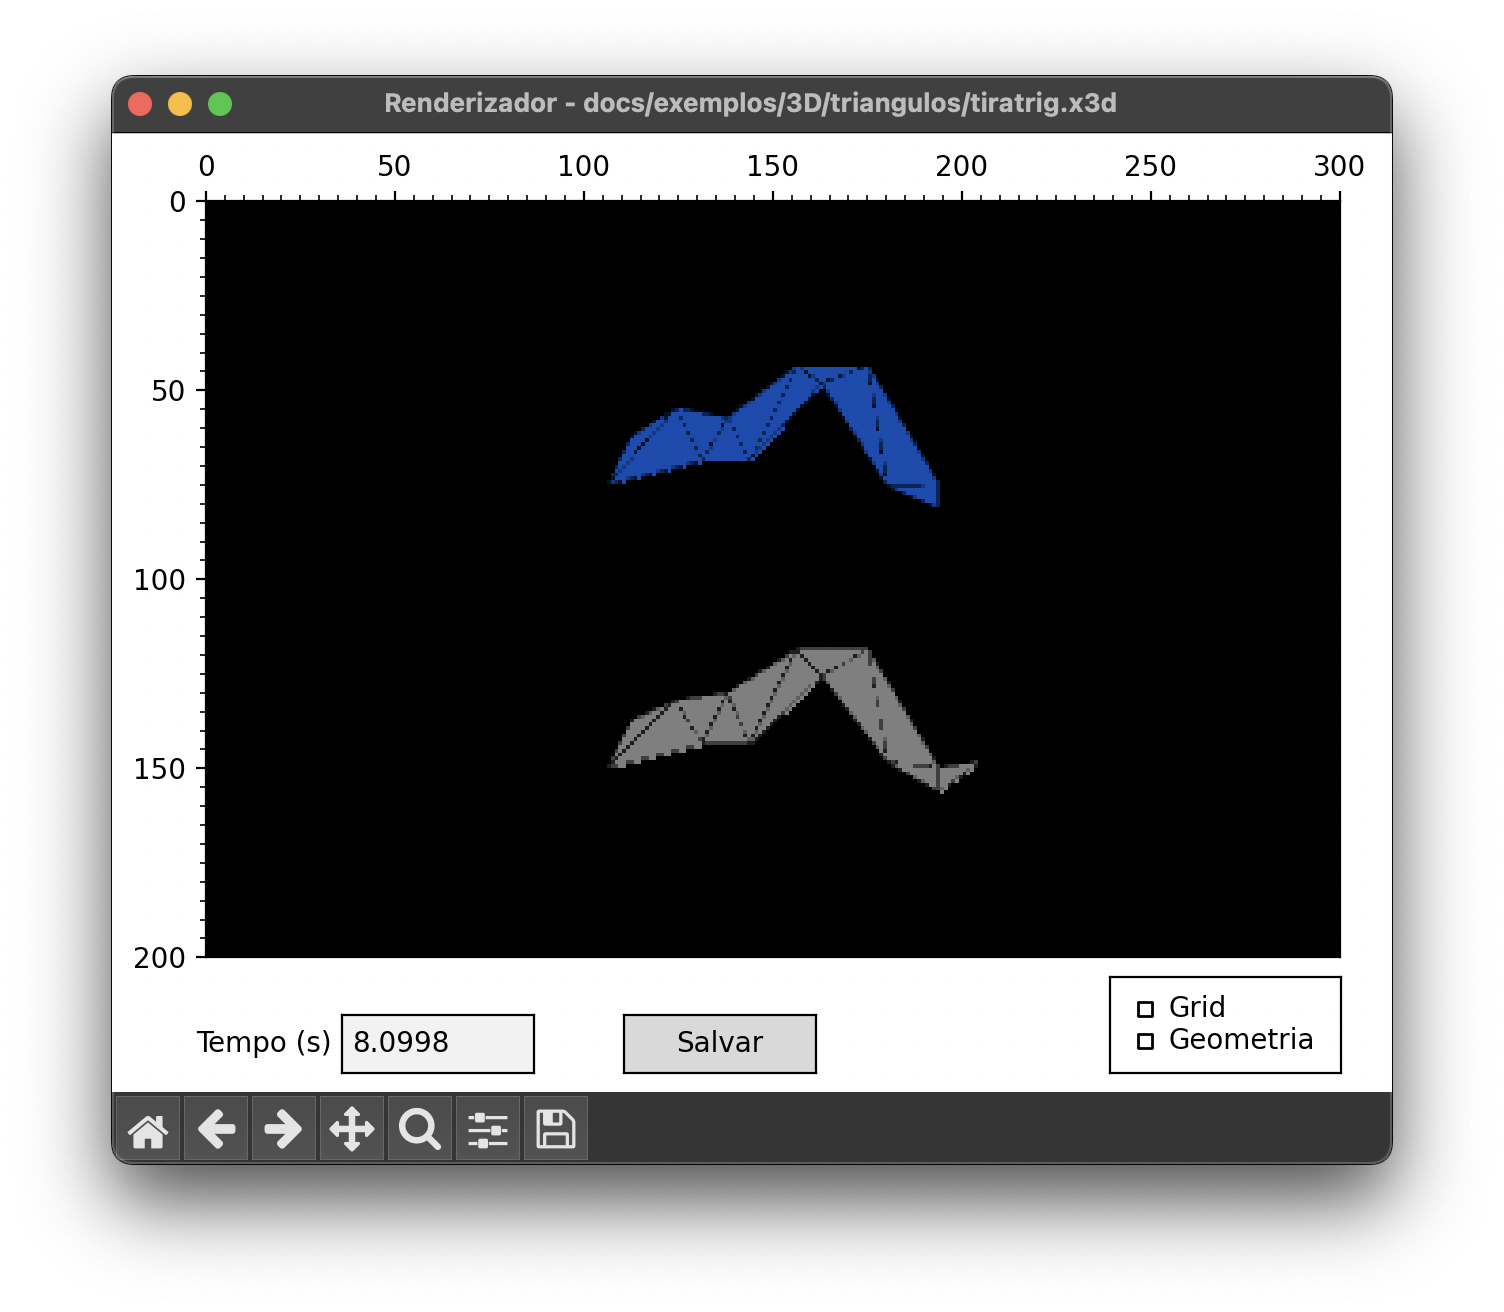 Renderizador - docs/exemplos/3D/triangulos/tiratrig.x3d
0 50 100 150 200 250 300
0
50
100
150
200
Tempo (s) 8.0998 Salvar
Grid
Geometria